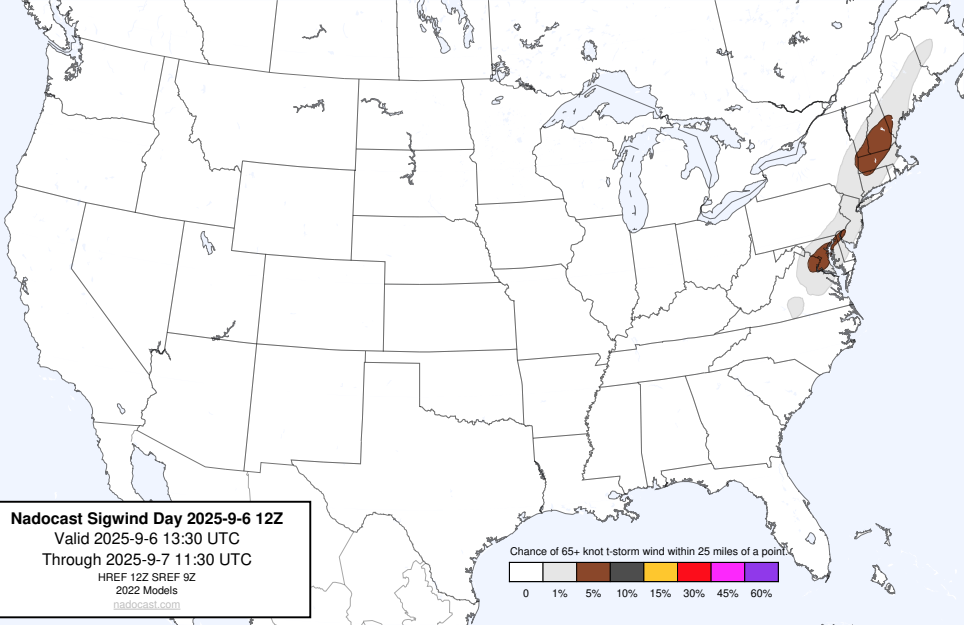 Nadocast Sigwind Day 2025-9-6 12Z
Valid 2025-9-6 13:30 UTC
Through 2025-9-7 11:30 UTC
HREF 12Z SREF 9Z
2022 Models
nadocast.com
Chance of 65+ knot t-storm wind within 25 miles of a point.
0 1% 5% 10% 15% 30% 45% 60%